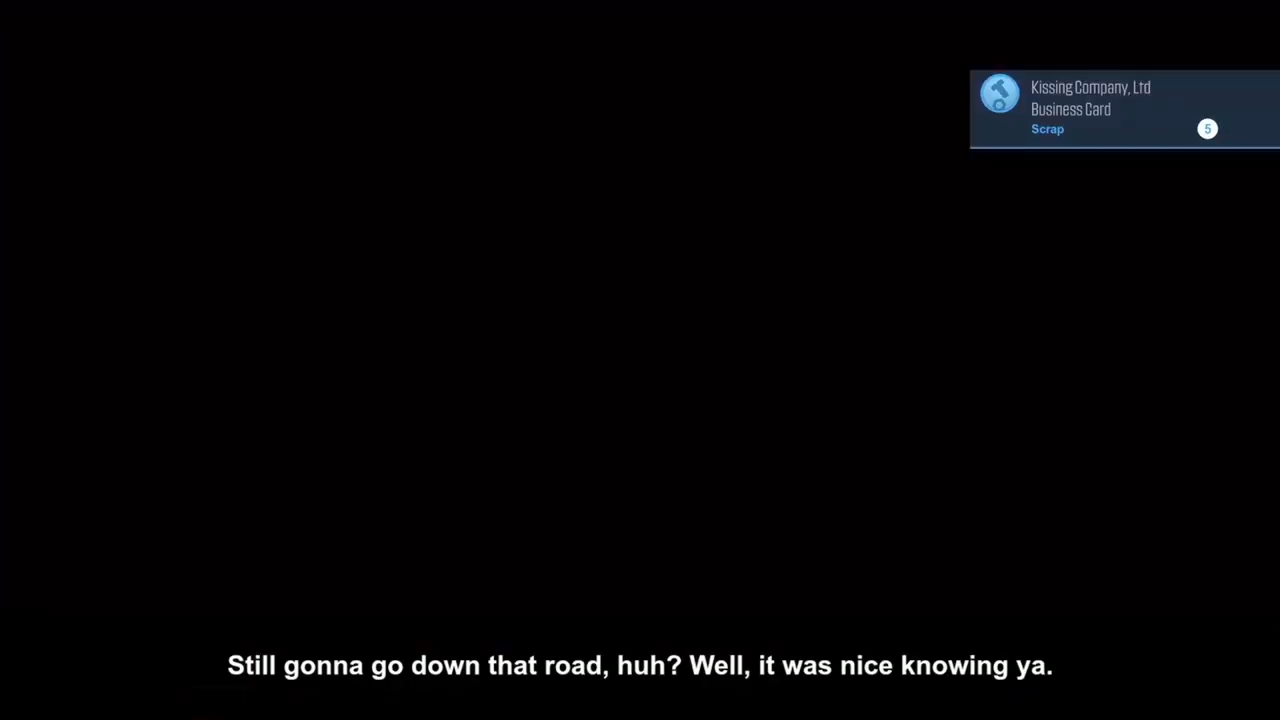 Kissing Company, Ltd
Business Card
Scrap
5
Still gonna go down that road, huh? Well, it was nice knowing ya.